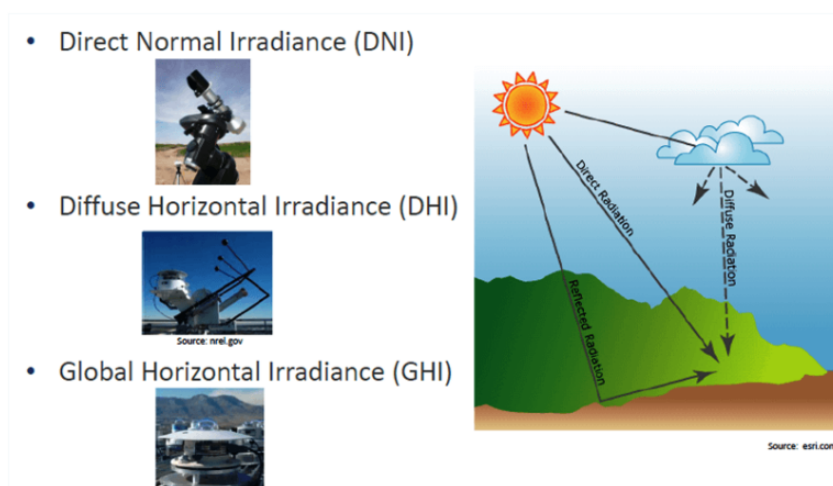 • Direct Normal Irradiance (DNI)
• Diffuse Horizontal Irradiance (DHI)
Source: nrel.gov
• Global Horizontal Irradiance (GHI)
Direct Radiation
Diffuse Radiation
Reflected Radiation
Source: esri.com